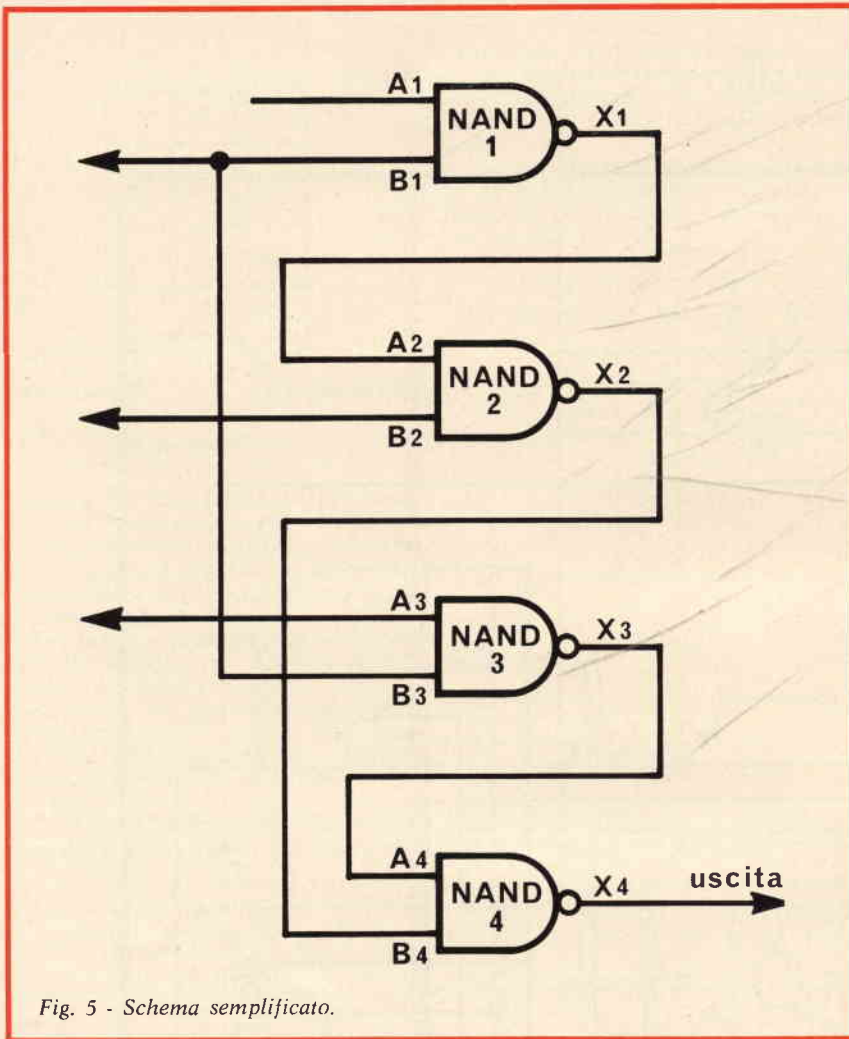 A1
NAND
1
X1
B1
A2
NAND
2
X2
B2
A3
NAND
3
X3
B3
A4
NAND
4
X4
uscita
B4
Fig. 5 - Schema semplificato.